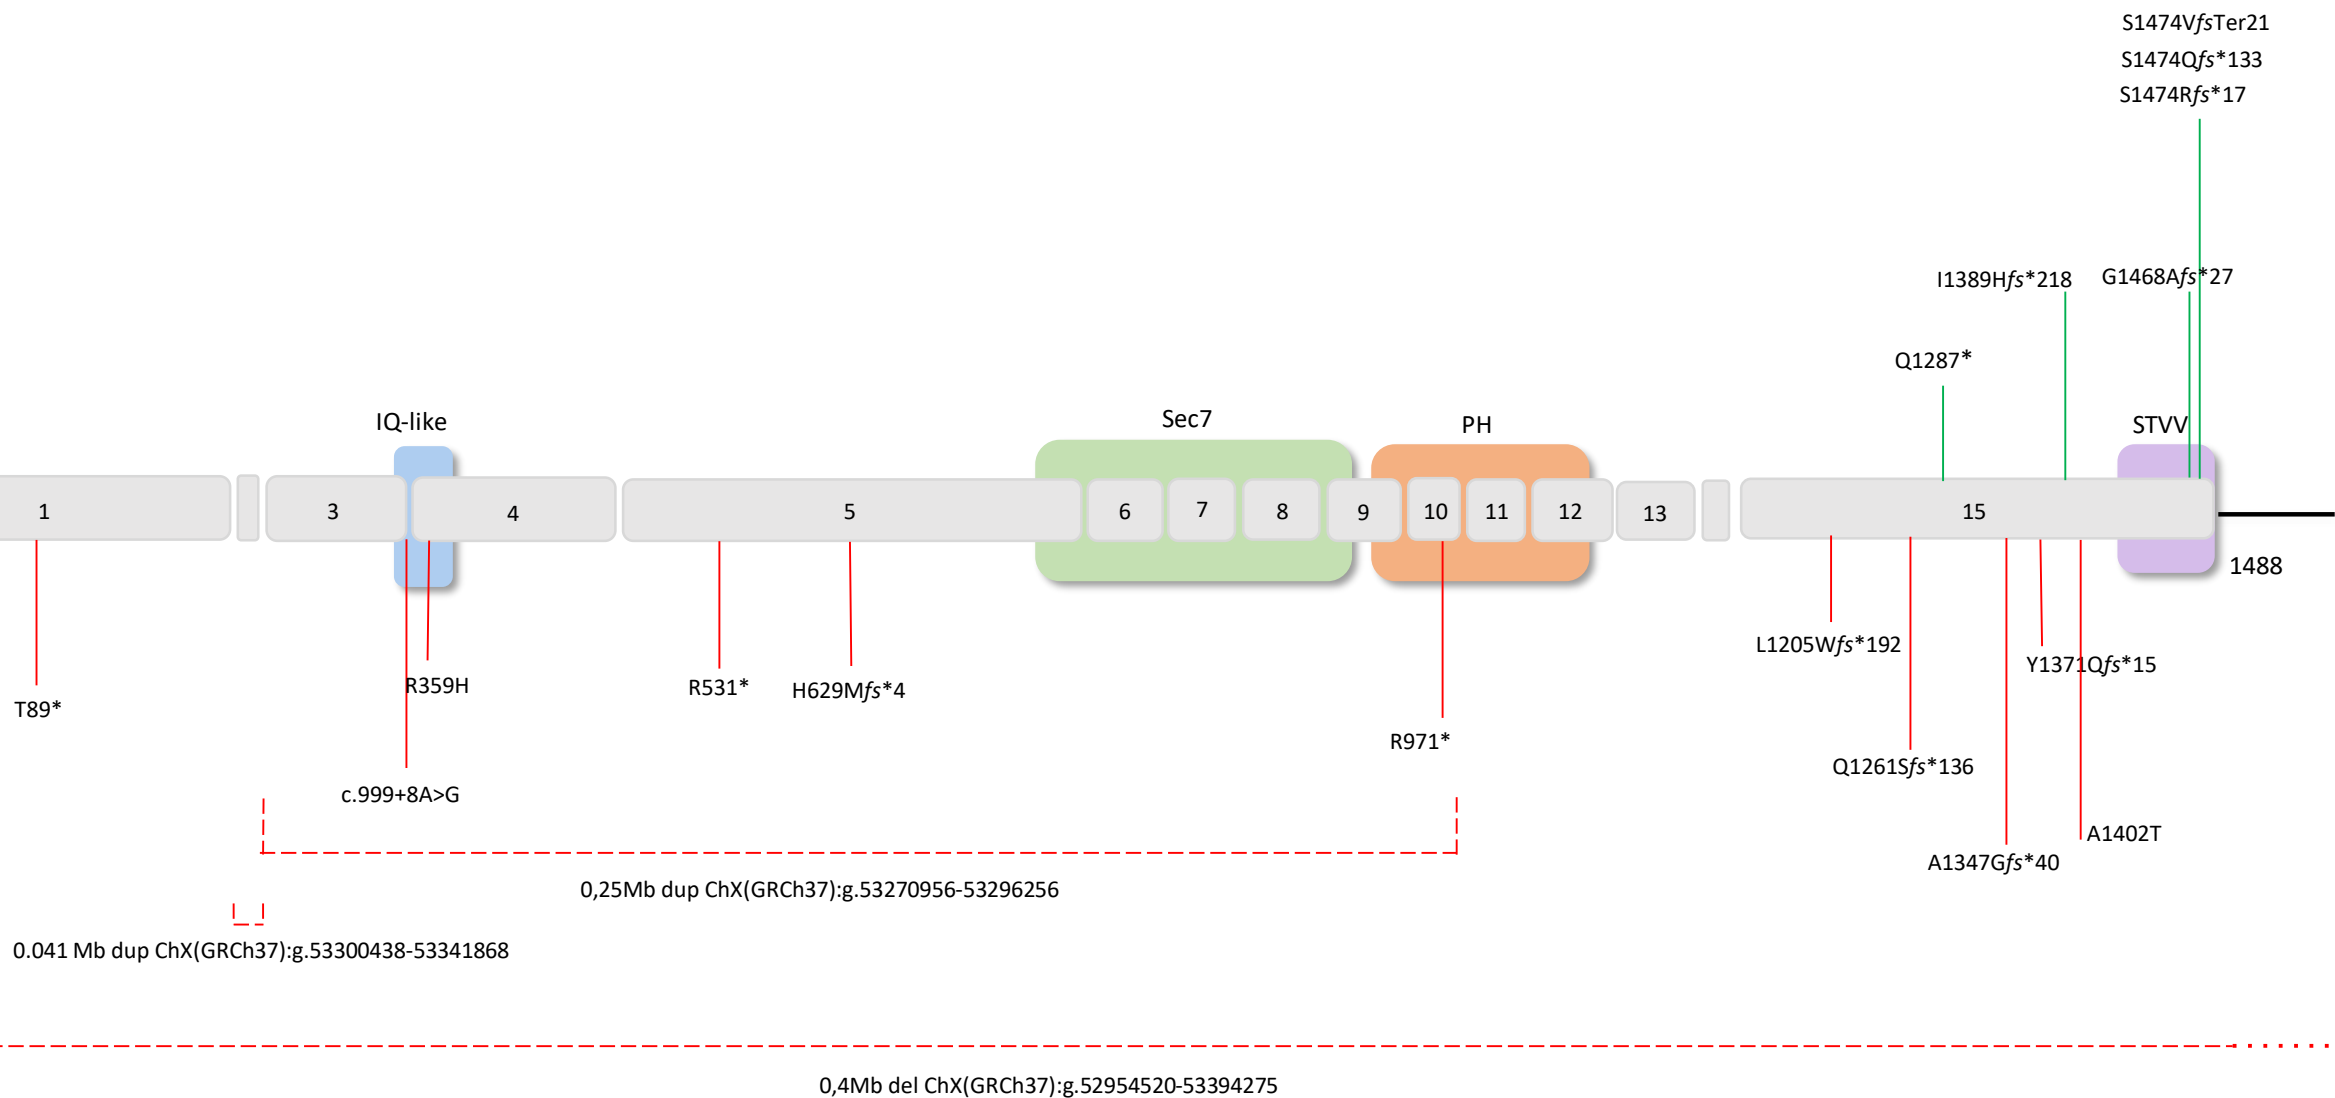 S1474VfsTer21
S1474Qfs*133
S1474Rfs*17
I1389Hfs*218
G1468Afs*27
Q1287*
IQ-like
Sec7
PH
STVV
1
3
4
5
6
7
8
9
10
11
12
13
15
1488
L1205Wfs*192
Y1371Qfs*15
R359H
R531*
H629Mfs*4
T89*
R971*
Q1261Sfs*136
c.999+8A>G
A1402T
A1347Gfs*40
0,25Mb dup ChX(GRCh37):g.53270956-53296256
0.041 Mb dup ChX(GRCh37):g.53300438-53341868
0,4Mb del ChX(GRCh37):g.52954520-53394275